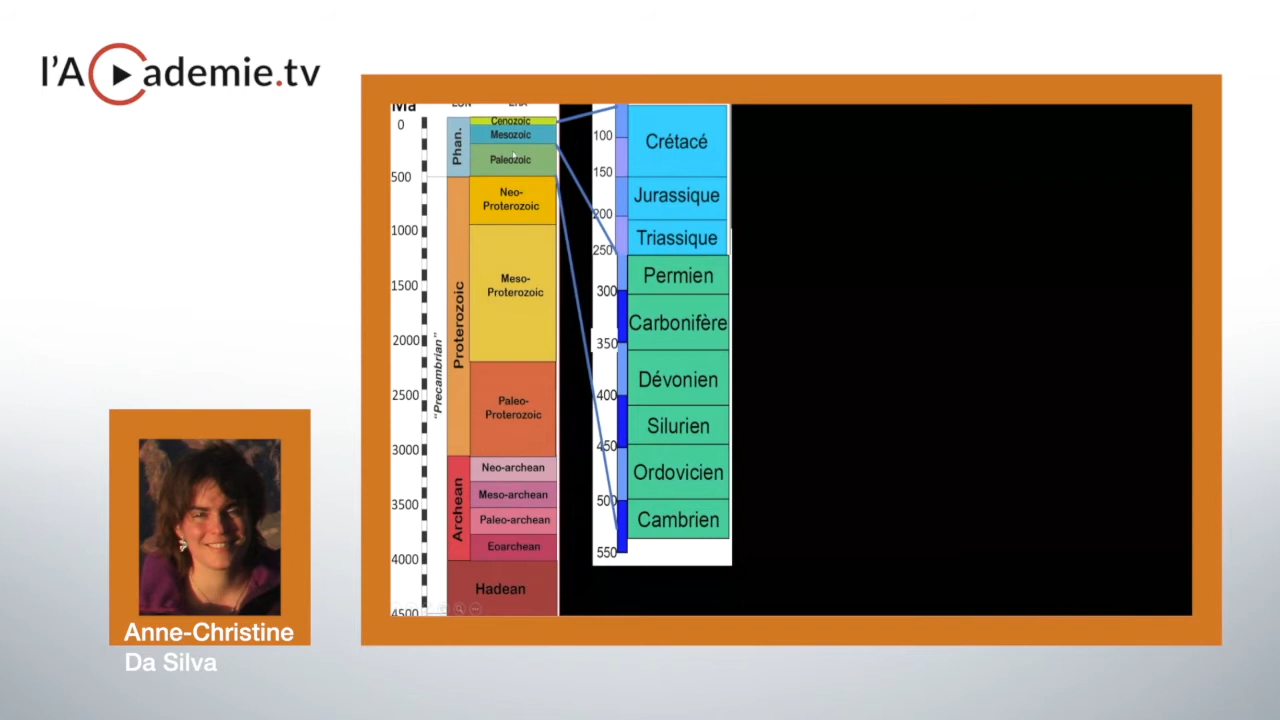 l'Academie.tv
Ma
0
500
1000
1500
2000
2500
3000
3500
4000
4500
"Precambrian"
Phan.
Proterozoic
Archean
Cenozoic
Mesozoic
Paleozoic
Neo-
Proterozoic
Meso-
Proterozoic
Paleo-
Proterozoic
Neo-archean
Meso-archean
Paleo-archean
Eoarchean
Hadean
100
150
200
250
300
350
400
450
500
550
Crétacé
Jurassique
Triassique
Permien
Carbonifère
Dévonien
Silurien
Ordovicien
Cambrien
Anne-Christine
Da Silva